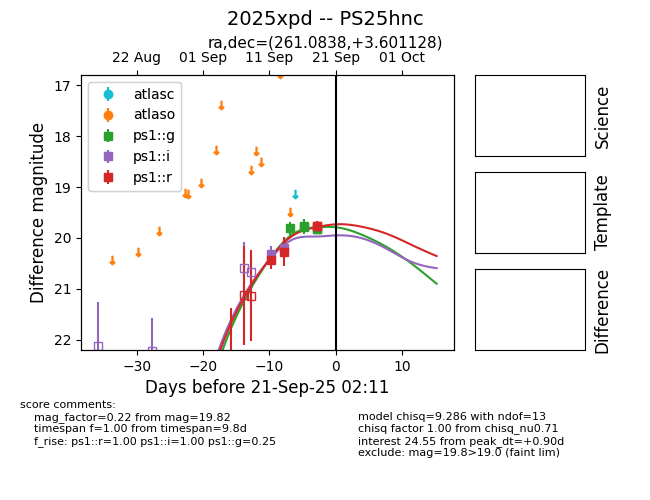 2025xpd -- PS25hnc
ra,dec=(261.0838,+3.601128)
22 Aug 01 Sep 11 Sep 21 Sep 01 Oct
17
18
19
20
21
22
Difference magnitude
atlasc
atlaso
ps1::g
ps1::i
ps1::r
−30 −20 −10 0 10
Days before 21-Sep-25 02:11
Science
Template
Difference
score comments:
mag_factor=0.22 from mag=19.82
timespan f=1.00 from timespan=9.8d
f_rise: ps1::r=1.00 ps1::i=1.00 ps1::g=0.25
model chisq=9.286 with ndof=13
chisq factor 1.00 from chisq_nu0.71
interest 24.55 from peak_dt=+0.90d
exclude: mag=19.8>19.0 (faint lim)